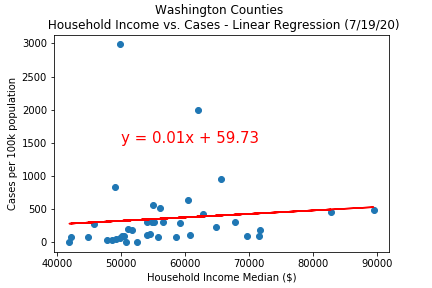 Washington Counties
Household Income vs. Cases - Linear Regression (7/19/20)
3000
2500
2000
1500
1000
500
0
Cases per 100k population
y = 0.01x + 59.73
40000 50000 60000 70000 80000 90000
Household Income Median ($)